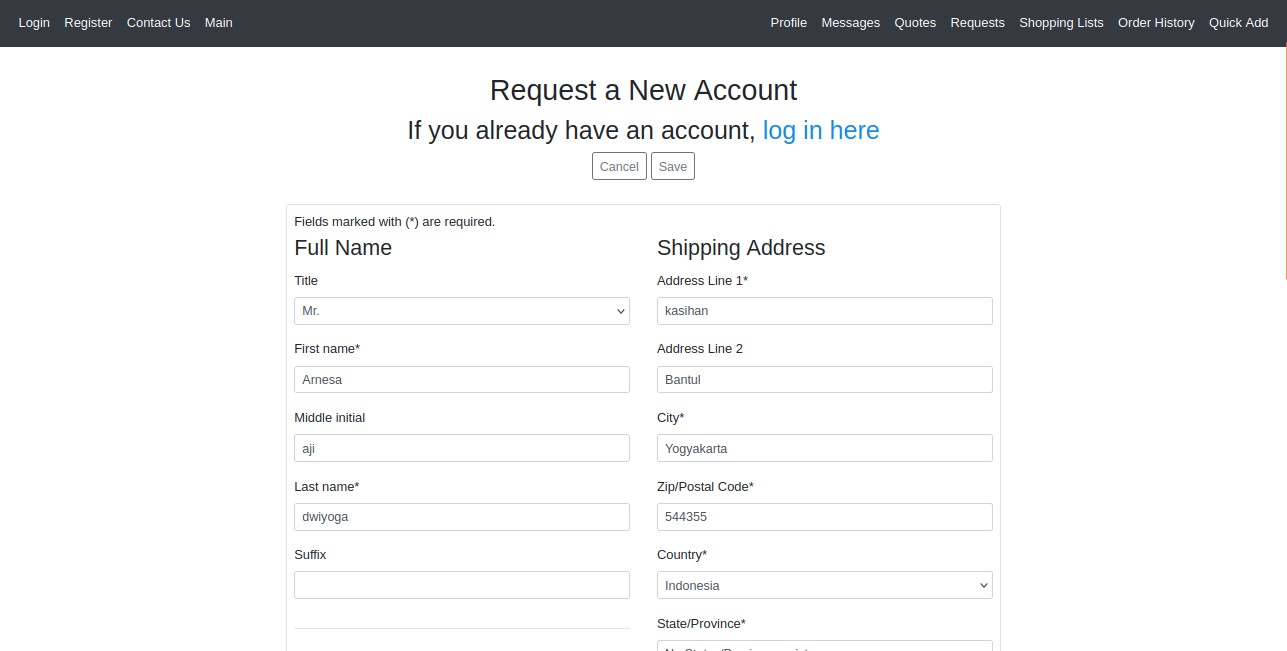 Login Register Contact Us Main Profile Messages Quotes Requests Shopping Lists Order History Quick Add
Request a New Account
If you already have an account, log in here
Cancel Save
Fields marked with (*) are required.
Full Name
Title
Mr.
First name*
Arnesa
Middle initial
aji
Last name*
dwiyoga
Suffix
Shipping Address
Address Line 1*
kasihan
Address Line 2
Bantul
City*
Yogyakarta
Zip/Postal Code*
544355
Country*
Indonesia
State/Province*